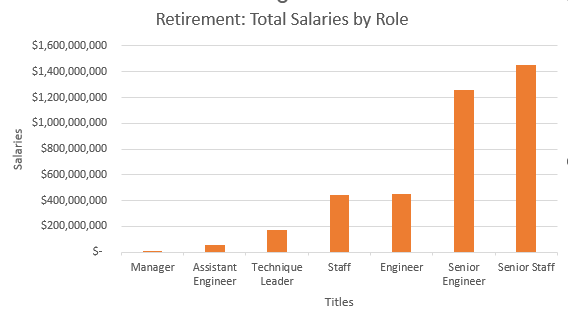 Retirement: Total Salaries by Role
$1,600,000,000
$1,400,000,000
$1,200,000,000
$1,000,000,000
$800,000,000
$600,000,000
$400,000,000
$200,000,000
$-
Salaries
Manager
Assistant
Engineer
Technique
Leader
Staff
Engineer
Senior
Engineer
Senior Staff
Titles